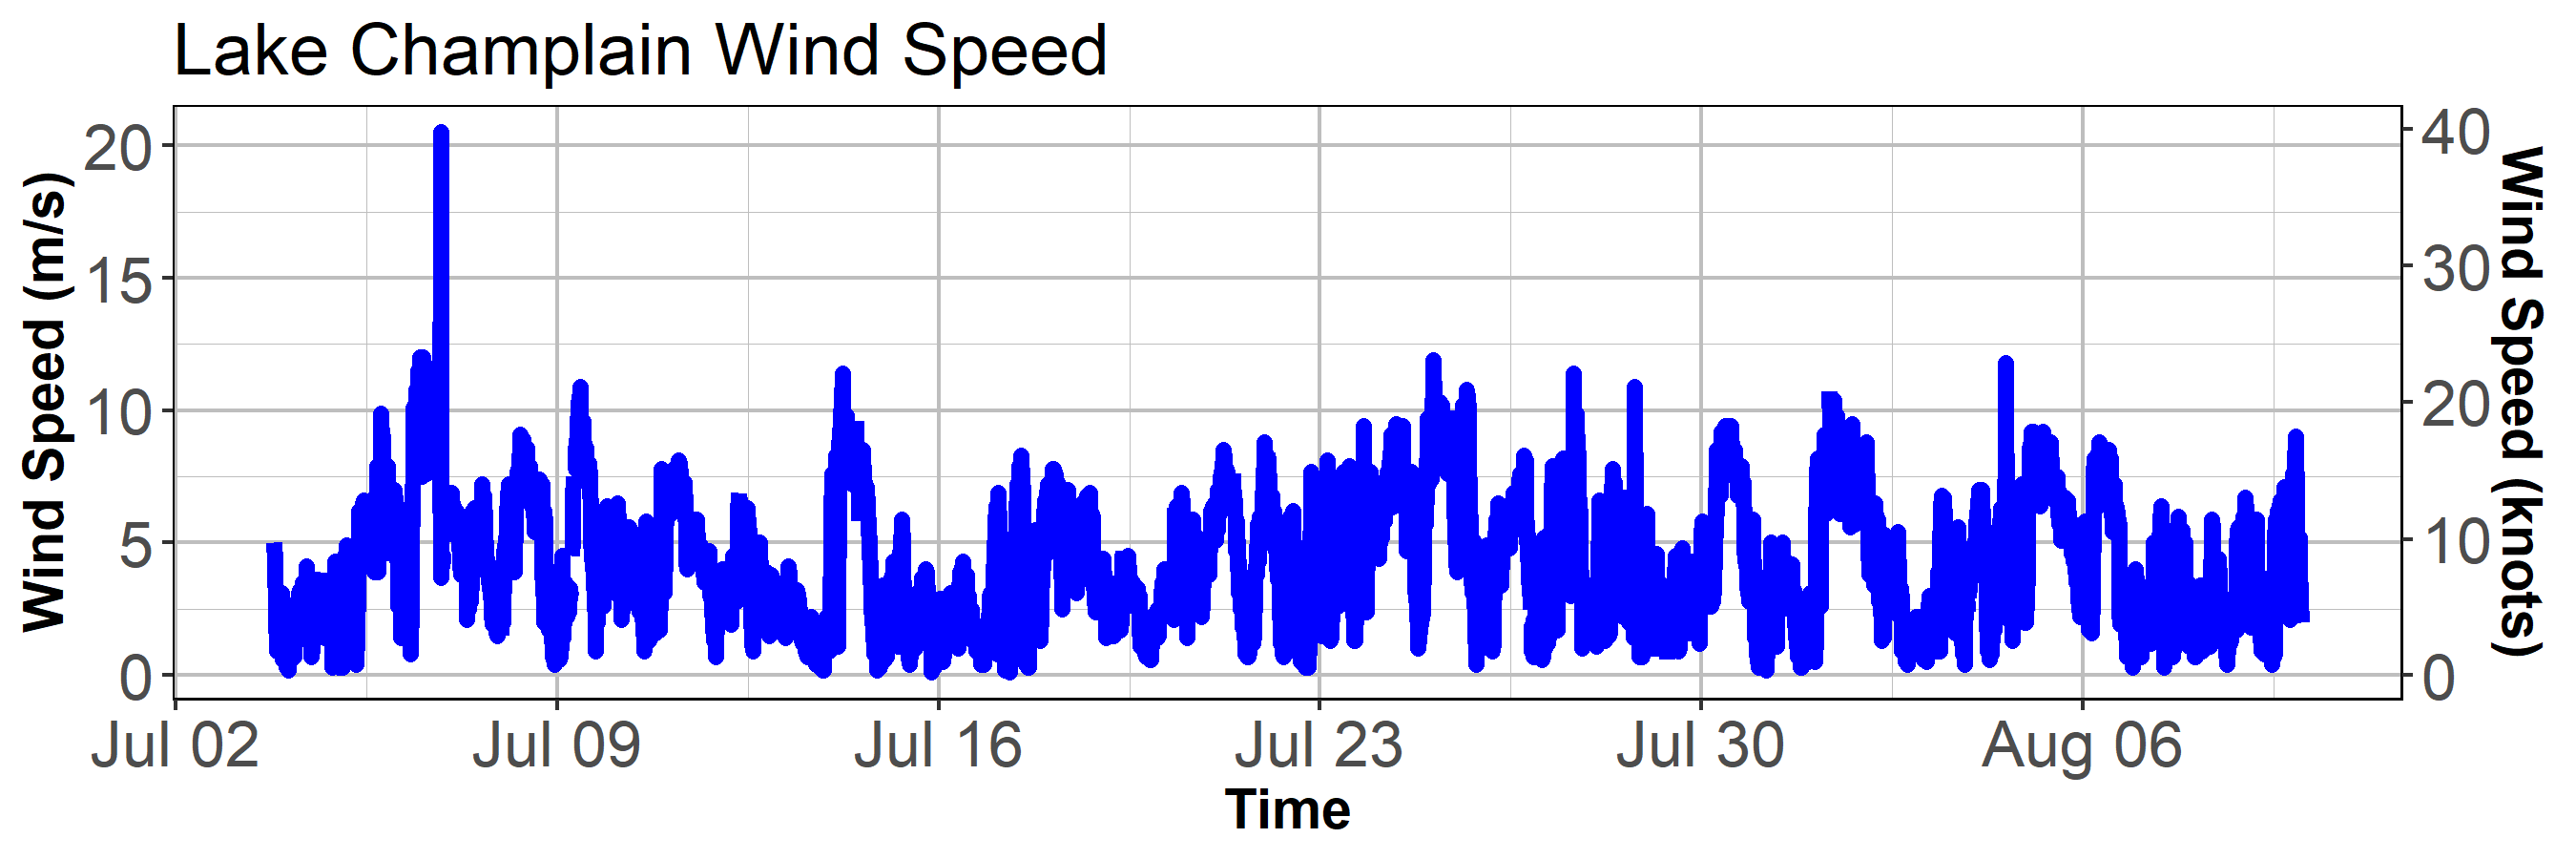 Lake Champlain Wind Speed
Wind Speed (m/s)
20
15
10
5
0
40
30
20
10
0
Wind Speed (knots)
Jul 02
Jul 09
Jul 16
Jul 23
Jul 30
Aug 06
Time